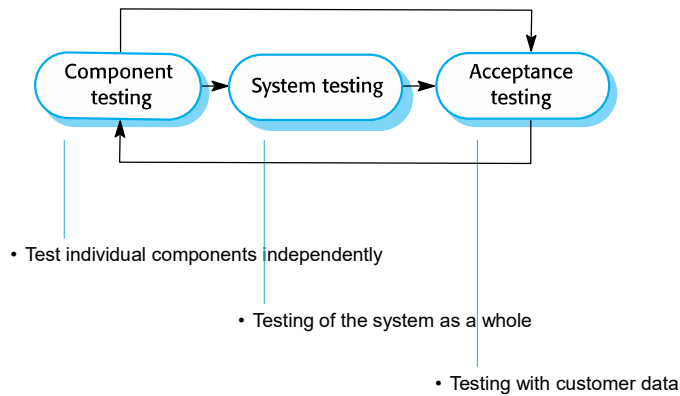 Component
testing
System testing
Acceptance
testing
• Test individual components independently
• Testing of the system as a whole
• Testing with customer data